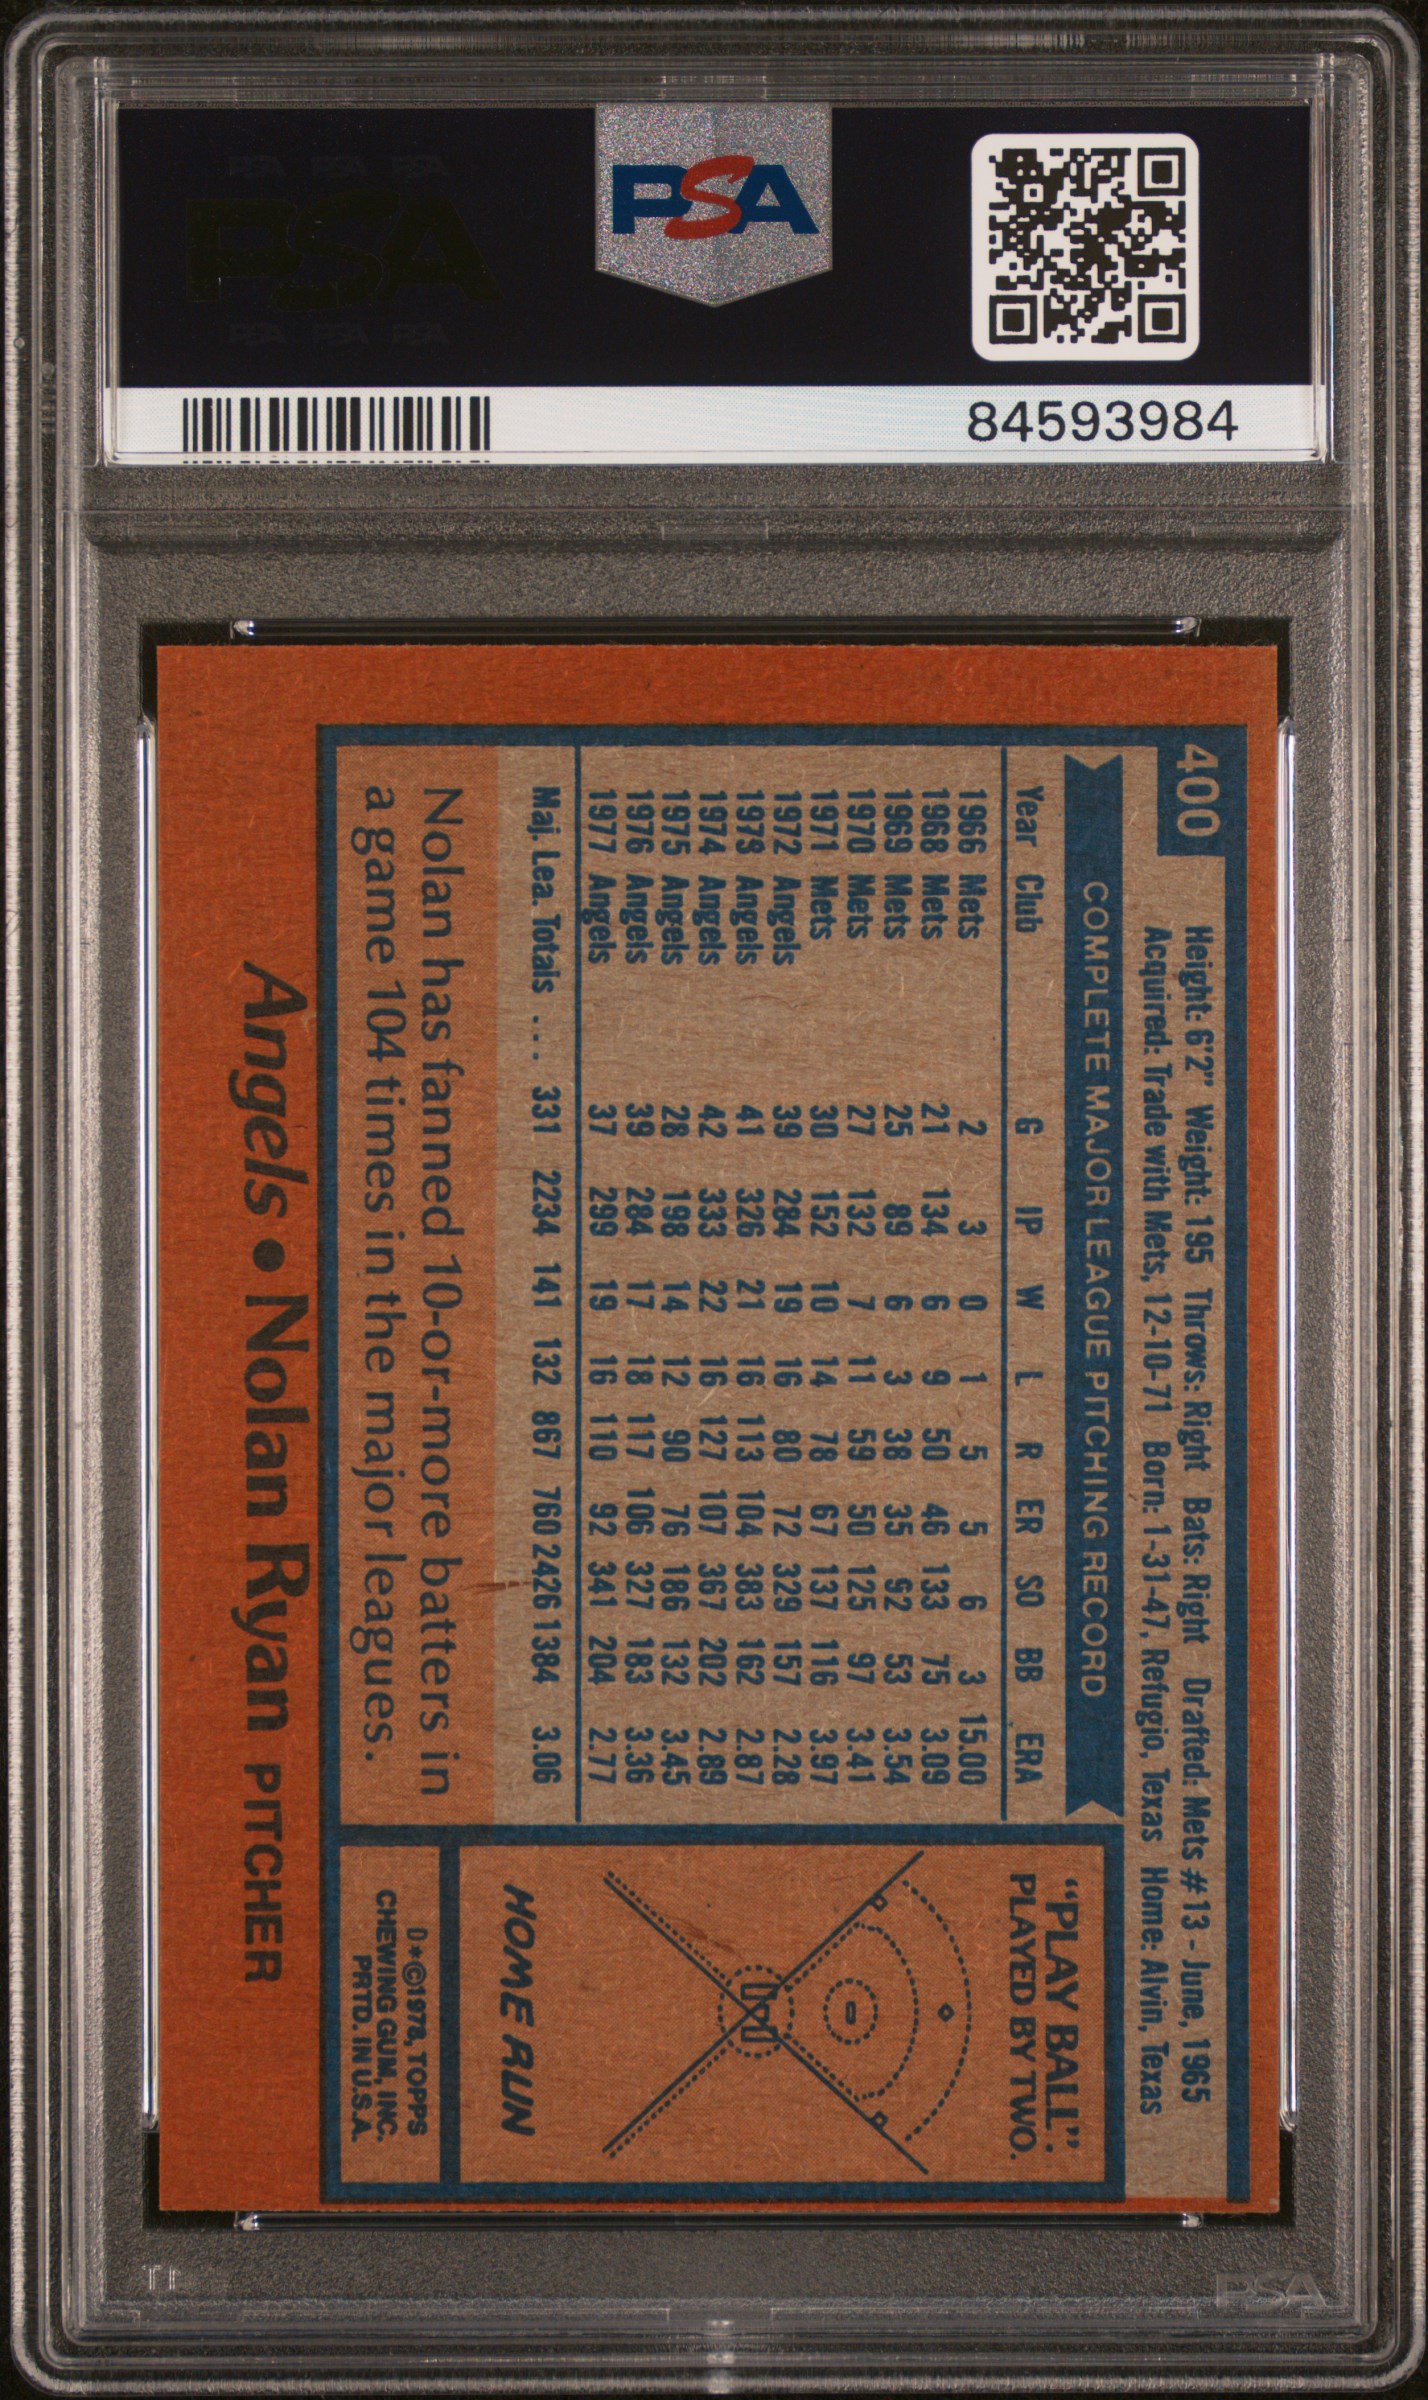 PSA PSA PSA
PSA
PSA PSA PSA
PSA
84593984
400
Height: 6'2" Weight: 195 Throws: Right Bats: Right Drafted: Mets #13 - June, 1965
Acquired: Trade with Mets, 12-10-71 Born: 1-31-47, Refugio, Texas Home: Alvin, Texas
COMPLETE MAJOR LEAGUE PITCHING RECORD
Year Club G IP W L R ER SO BB ERA
1966 Mets 2 3 0 1 5 5 6 3 15.00
1968 Mets 21 134 6 9 50 46 133 75 3.09
1969 Mets 25 89 6 3 38 35 92 53 3.54
1970 Mets 27 132 7 11 59 50 125 97 3.41
1971 Mets 30 152 10 14 78 67 137 116 3.97
1972 Angels 39 284 19 16 80 72 329 157 2.28
1973 Angels 41 326 21 16 113 104 383 162 2.87
1974 Angels 42 333 22 16 127 107 367 202 2.89
1975 Angels 28 198 14 12 90 76 186 132 3.45
1976 Angels 39 284 17 18 117 106 327 183 3.36
1977 Angels 37 299 19 16 110 92 341 204 2.77
Maj. Lea. Totals ... 331 2234 141 132 867 760 2426 1384 3.06
Nolan has fanned 10-or-more batters in
a game 104 times in the major leagues.
"PLAY BALL":
PLAYED BY TWO.
HOME RUN
D*©1978, TOPPS
CHEWING GUM, INC.
PRTD. IN U.S.A.
Angels • Nolan Ryan PITCHER
PSA